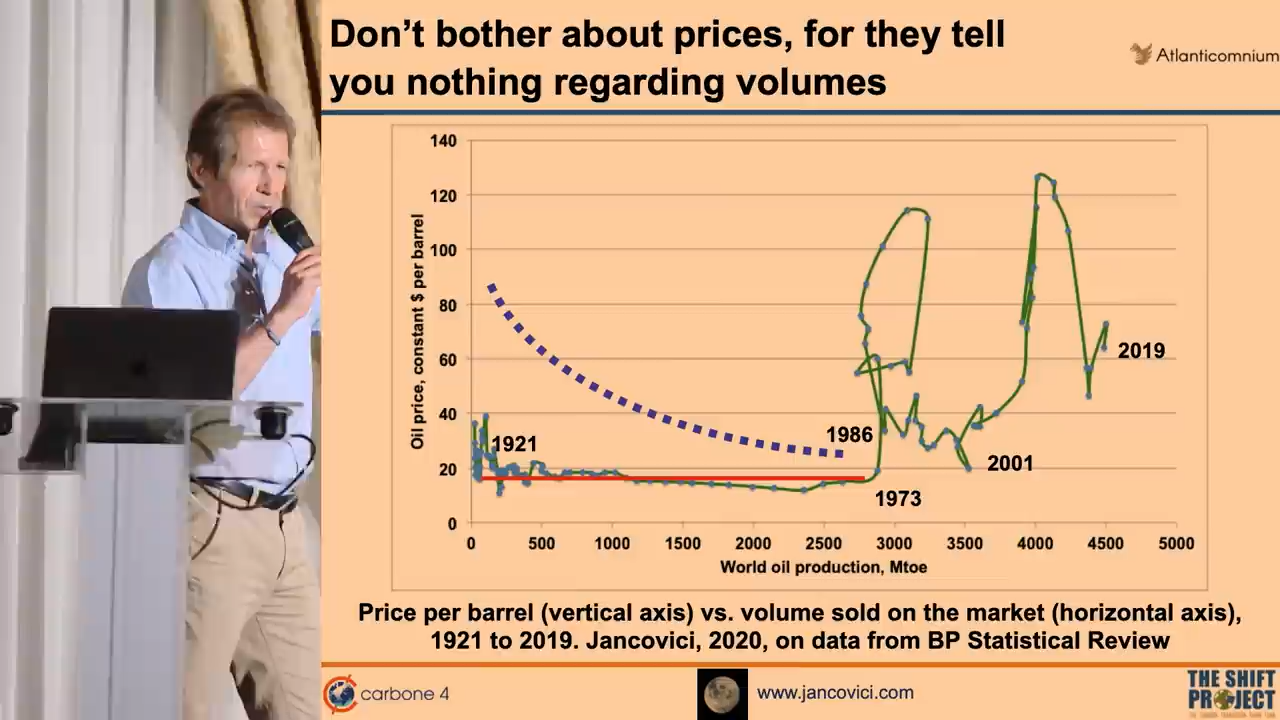 Don't bother about prices, for they tell
you nothing regarding volumes
Atlanticomnium
140
120
100
80
60
40
20
0
Oil price, constant $ per barrel
1921
1986
1973
2001
2019
0 500 1000 1500 2000 2500 3000 3500 4000 4500 5000
World oil production, Mtoe
Price per barrel (vertical axis) vs. volume sold on the market (horizontal axis),
1921 to 2019. Jancovici, 2020, on data from BP Statistical Review
carbone 4
www.jancovici.com
THE SHIFT
PROJECT